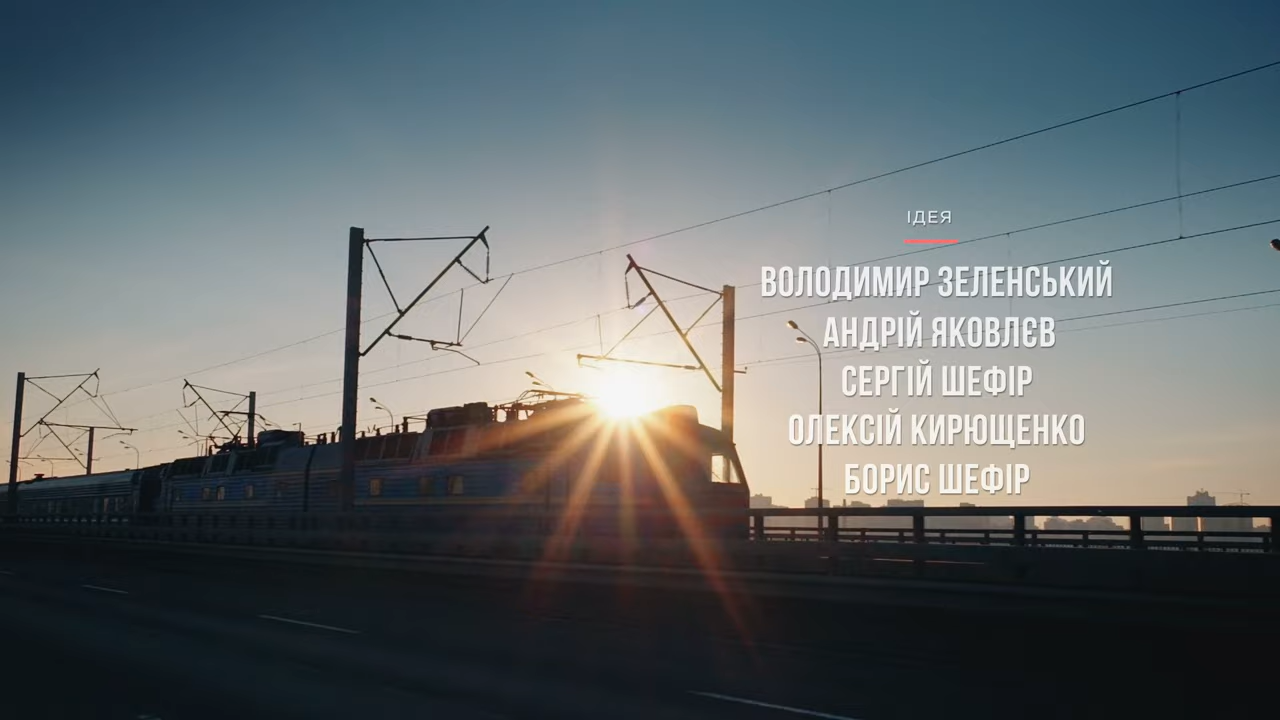 ІДЕЯ
ВОЛОДИМИР ЗЕЛЕНСЬКИЙ
АНДРІЙ ЯКОВЛЄВ
СЕРГІЙ ШЕФІР
ОЛЕКСІЙ КИРЮЩЕНКО
БОРИС ШЕФІР